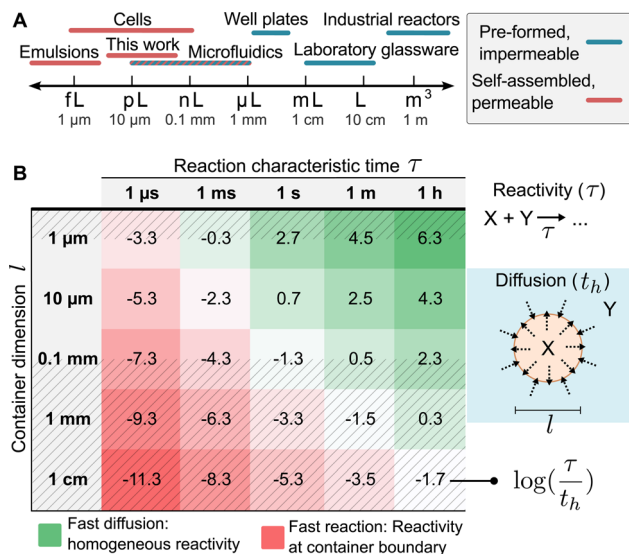 A
Cells
Well plates
Industrial reactors
Emulsions
This work
Microfluidics
Laboratory glassware
fL
pL
nL
µL
mL
L
m³
1 µm
10 µm
0.1 mm
1 mm
1 cm
10 cm
1 m
Pre-formed,
impermeable
Self-assembled,
permeable
B
Reaction characteristic time τ
1 µs 1 ms 1 s 1 m 1 h
Container dimension l
1 µm -3.3 -0.3 2.7 4.5 6.3
10 µm -5.3 -2.3 0.7 2.5 4.3
0.1 mm -7.3 -4.3 -1.3 0.5 2.3
1 mm -9.3 -6.3 -3.3 -1.5 0.3
1 cm -11.3 -8.3 -5.3 -3.5 -1.7
Reactivity (τ)
X + Y → ...
τ
Diffusion (t_h)
Y
X
l
log(τ/t_h)
Fast diffusion:
homogeneous reactivity
Fast reaction: Reactivity
at container boundary